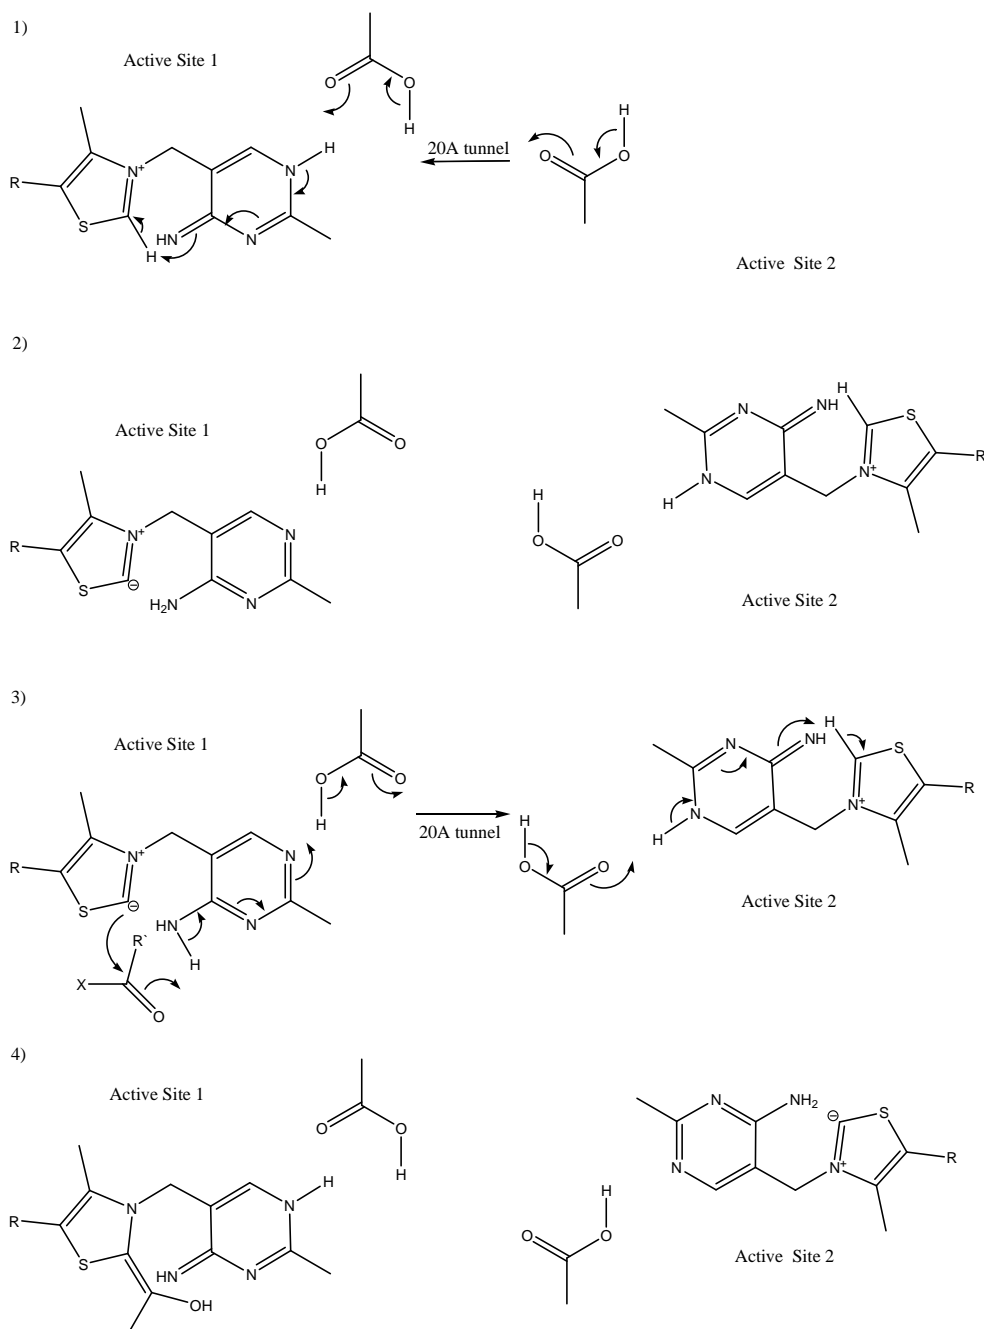 1)
Active Site 1
O
O
H
H
20A tunnel
O
O
H
N+
N
H
R
S
H
HN
N
Active Site 2
2)
Active Site 1
HO
O
H
H
N
NH
S
R
N+
N
H
H
O
O
N+
N
R
S
⊖
H2N
N
Active Site 2
3)
Active Site 1
O
O
H
20A tunnel
H
N
NH
S
R
N+
N
H
H
O
O
N+
N
R
S
⊖
HN
N
H
R`
X
O
Active Site 2
4)
Active Site 1
O
O
H
N
NH2
⊖
S
R
N
N+
H
O
O
N
N
H
R
S
HN
N
OH
Active Site 2